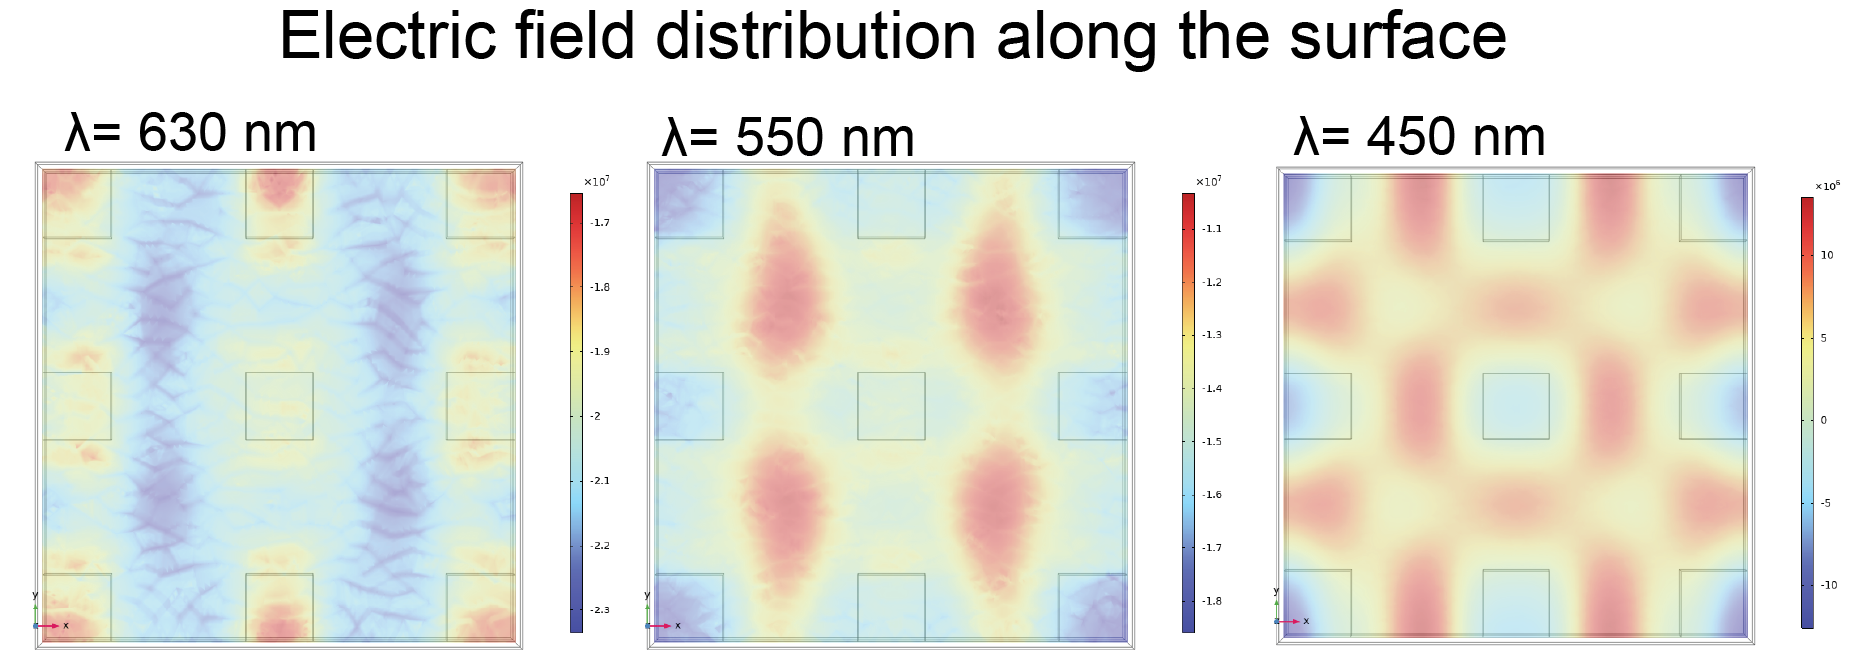 Electric field distribution along the surface
λ= 630 nm
λ= 550 nm
λ= 450 nm
×10⁷
-1.7
-1.8
-1.9
-2
-2.1
-2.2
-2.3
y
x
×10⁷
-1.1
-1.2
-1.3
-1.4
-1.5
-1.6
-1.7
-1.8
y
x
×10⁶
10
5
0
-5
-10
y
x